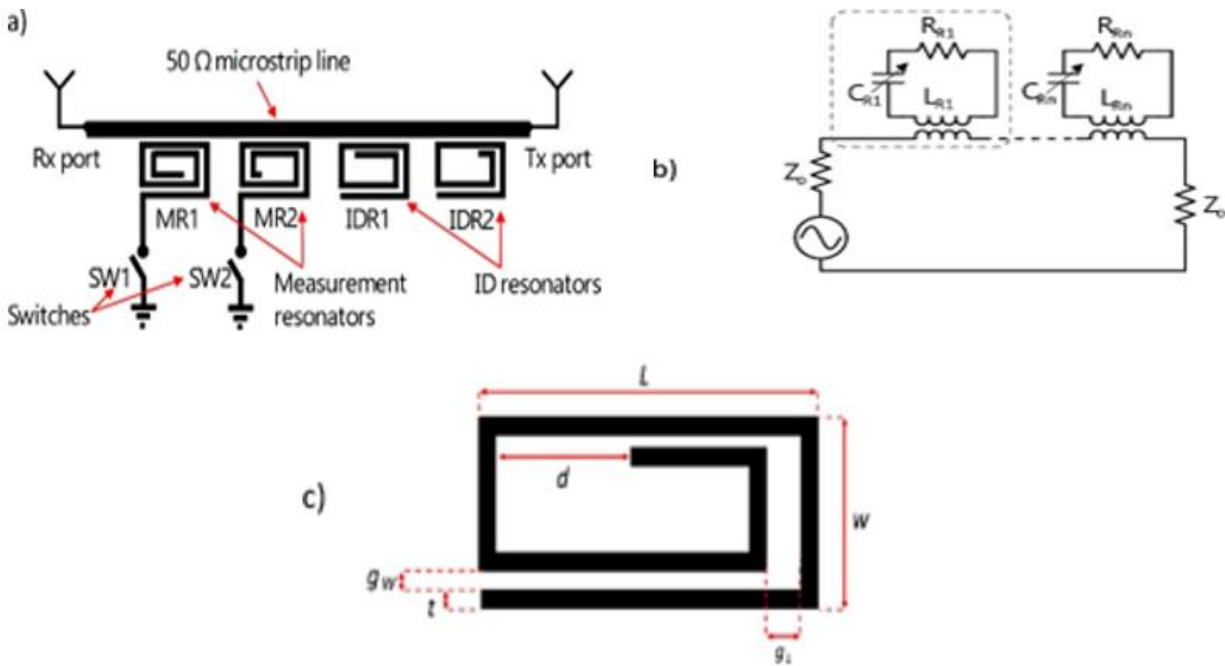 a)
50 Ω microstrip line
Rx port
Tx port
MR1
MR2
IDR1
IDR2
SW1
SW2
Switches
Measurement
resonators
ID resonators
b)
R_R1
C_R1
L_R1
R_Rn
C_Rn
L_Rn
Z_o
Z_o
c)
L
d
W
g_W
t
g_L